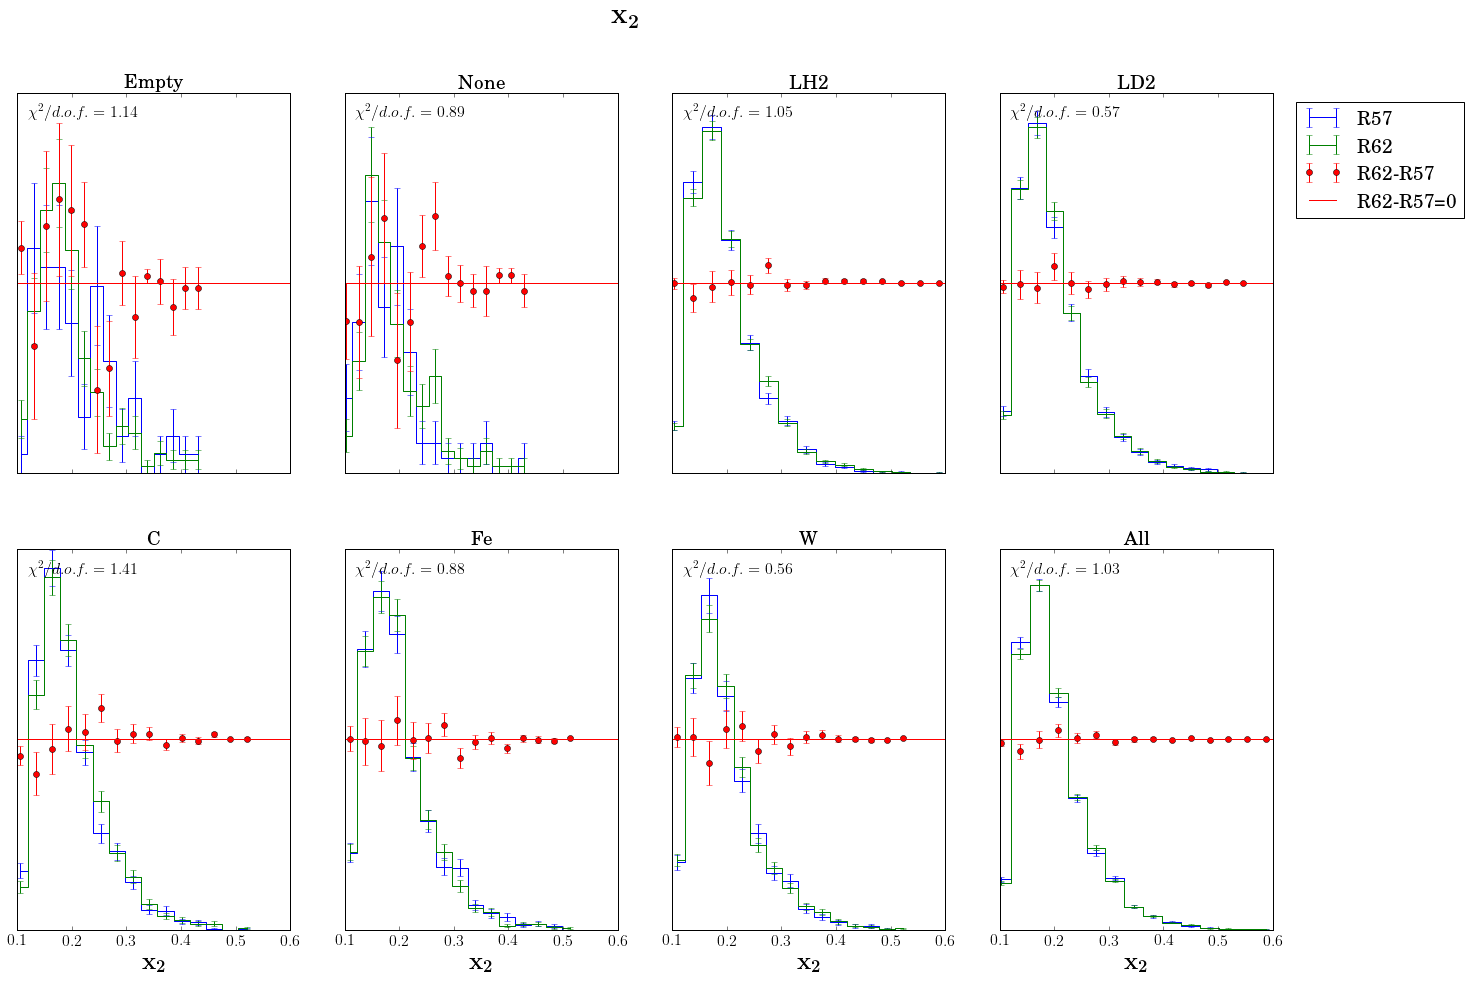 x₂
Empty
None
LH2
LD2
χ²/d.o.f. = 1.14
χ²/d.o.f. = 0.89
χ²/d.o.f. = 1.05
χ²/d.o.f. = 0.57
R57
R62
R62-R57
R62-R57=0
C
Fe
W
All
χ²/d.o.f. = 1.41
χ²/d.o.f. = 0.88
χ²/d.o.f. = 0.56
χ²/d.o.f. = 1.03
0.1 0.2 0.3 0.4 0.5 0.6
0.1 0.2 0.3 0.4 0.5 0.6
0.1 0.2 0.3 0.4 0.5 0.6
0.1 0.2 0.3 0.4 0.5 0.6
x₂
x₂
x₂
x₂